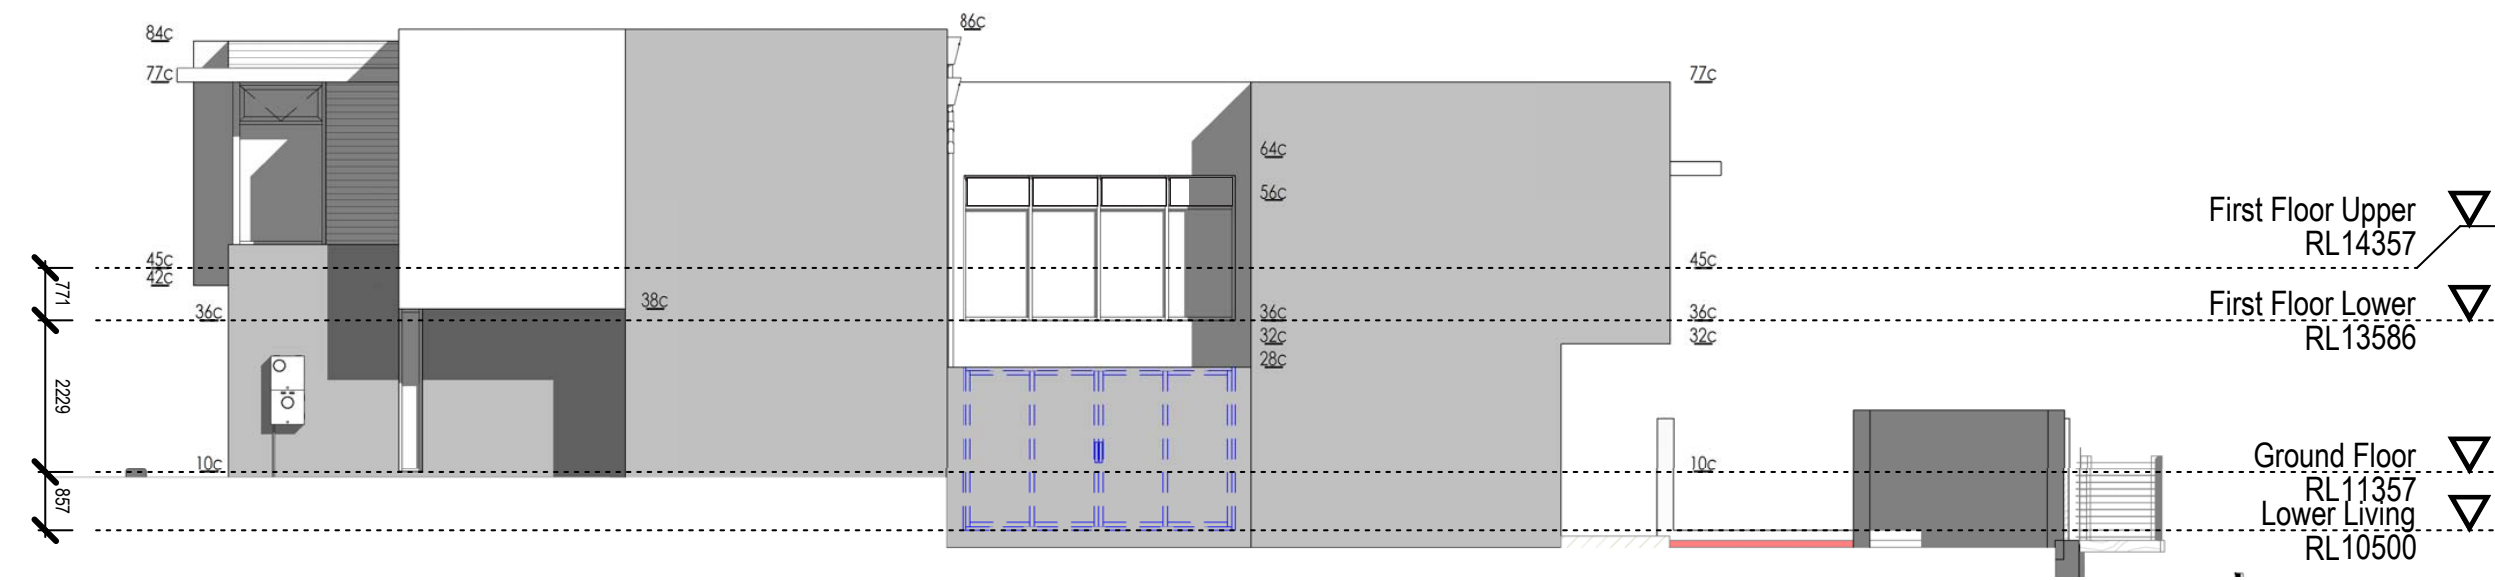 84c
86c
77c
77c
64c
56c
First Floor Upper
RL14357
45c
45c
42c
771
38c
36c
36c
36c
First Floor Lower
RL13586
32c
32c
28c
2229
10c
10c
Ground Floor
RL11357
857
Lower Living
RL10500